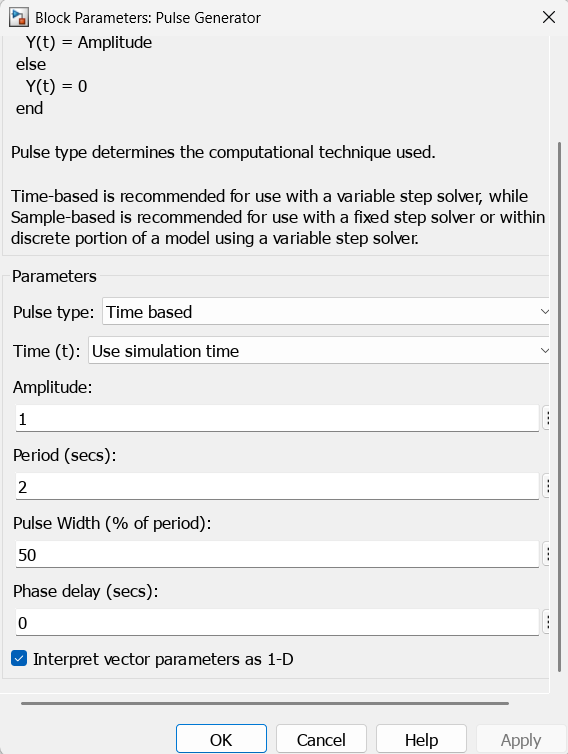 Block Parameters: Pulse Generator
Y(t) = Amplitude
else
Y(t) = 0
end
Pulse type determines the computational technique used.
Time-based is recommended for use with a variable step solver, while
Sample-based is recommended for use with a fixed step solver or within
discrete portion of a model using a variable step solver.
Parameters
Pulse type: Time based
Time (t): Use simulation time
Amplitude:
1
Period (secs):
2
Pulse Width (% of period):
50
Phase delay (secs):
0
Interpret vector parameters as 1-D
OK Cancel Help Apply